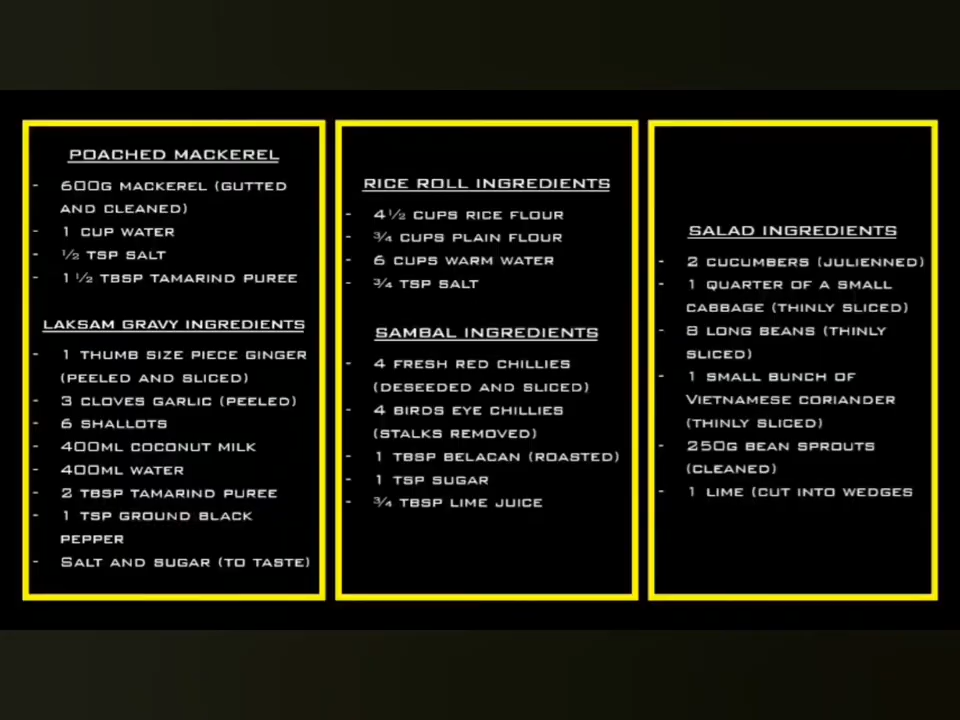 POACHED MACKEREL
- 600G MACKEREL (GUTTED
AND CLEANED)
- 1 CUP WATER
- ½ TSP SALT
- 1½ TBSP TAMARIND PUREE
LAKSAM GRAVY INGREDIENTS
- 1 THUMB SIZE PIECE GINGER
(PEELED AND SLICED)
- 3 CLOVES GARLIC (PEELED)
- 6 SHALLOTS
- 400ML COCONUT MILK
- 400ML WATER
- 2 TBSP TAMARIND PUREE
- 1 TSP GROUND BLACK
PEPPER
- SALT AND SUGAR (TO TASTE)
RICE ROLL INGREDIENTS
- 4½ CUPS RICE FLOUR
- ¾ CUPS PLAIN FLOUR
- 6 CUPS WARM WATER
- ¾ TSP SALT
SAMBAL INGREDIENTS
- 4 FRESH RED CHILLIES
(DESEEDED AND SLICED)
- 4 BIRDS EYE CHILLIES
(STALKS REMOVED)
- 1 TBSP BELACAN (ROASTED)
- 1 TSP SUGAR
- ¾ TBSP LIME JUICE
SALAD INGREDIENTS
- 2 CUCUMBERS (JULIENNED)
- 1 QUARTER OF A SMALL
CABBAGE (THINLY SLICED)
- 8 LONG BEANS (THINLY
SLICED)
- 1 SMALL BUNCH OF
VIETNAMESE CORIANDER
(THINLY SLICED)
- 250G BEAN SPROUTS
(CLEANED)
- 1 LIME (CUT INTO WEDGES